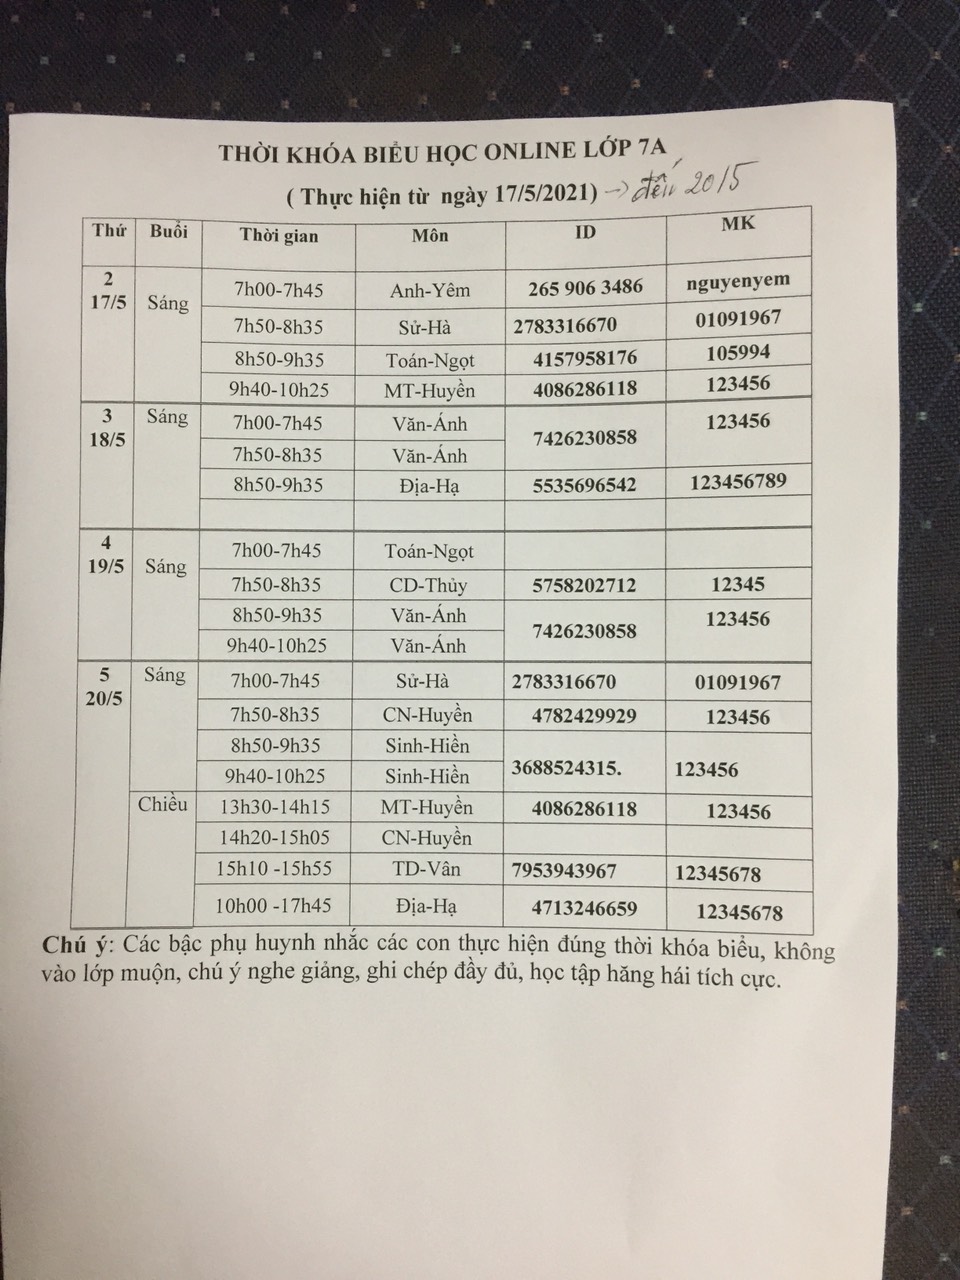 THỜI KHÓA BIỂU HỌC ONLINE LỚP 7A
( Thực hiện từ ngày 17/5/2021) → đến 20/5
Thứ Buổi Thời gian Môn ID MK
2 17/5 Sáng 7h00-7h45 Anh-Yêm 265 906 3486 nguyenyem
7h50-8h35 Sử-Hà 2783316670 01091967
8h50-9h35 Toán-Ngọt 4157958176 105994
9h40-10h25 MT-Huyền 4086286118 123456
3 18/5 Sáng 7h00-7h45 Văn-Ánh 7426230858 123456
7h50-8h35 Văn-Ánh
8h50-9h35 Địa-Hạ 5535696542 123456789
4 19/5 Sáng 7h00-7h45 Toán-Ngọt
7h50-8h35 CD-Thủy 5758202712 12345
8h50-9h35 Văn-Ánh 7426230858 123456
9h40-10h25 Văn-Ánh
5 20/5 Sáng 7h00-7h45 Sử-Hà 2783316670 01091967
7h50-8h35 CN-Huyền 4782429929 123456
8h50-9h35 Sinh-Hiền 3688524315. 123456
9h40-10h25 Sinh-Hiền
Chiều 13h30-14h15 MT-Huyền 4086286118 123456
14h20-15h05 CN-Huyền
15h10 -15h55 TD-Vân 7953943967 12345678
10h00 -17h45 Địa-Hạ 4713246659 12345678
Chú ý: Các bậc phụ huynh nhắc các con thực hiện đúng thời khóa biểu, không
vào lớp muộn, chú ý nghe giảng, ghi chép đầy đủ, học tập hăng hái tích cực.